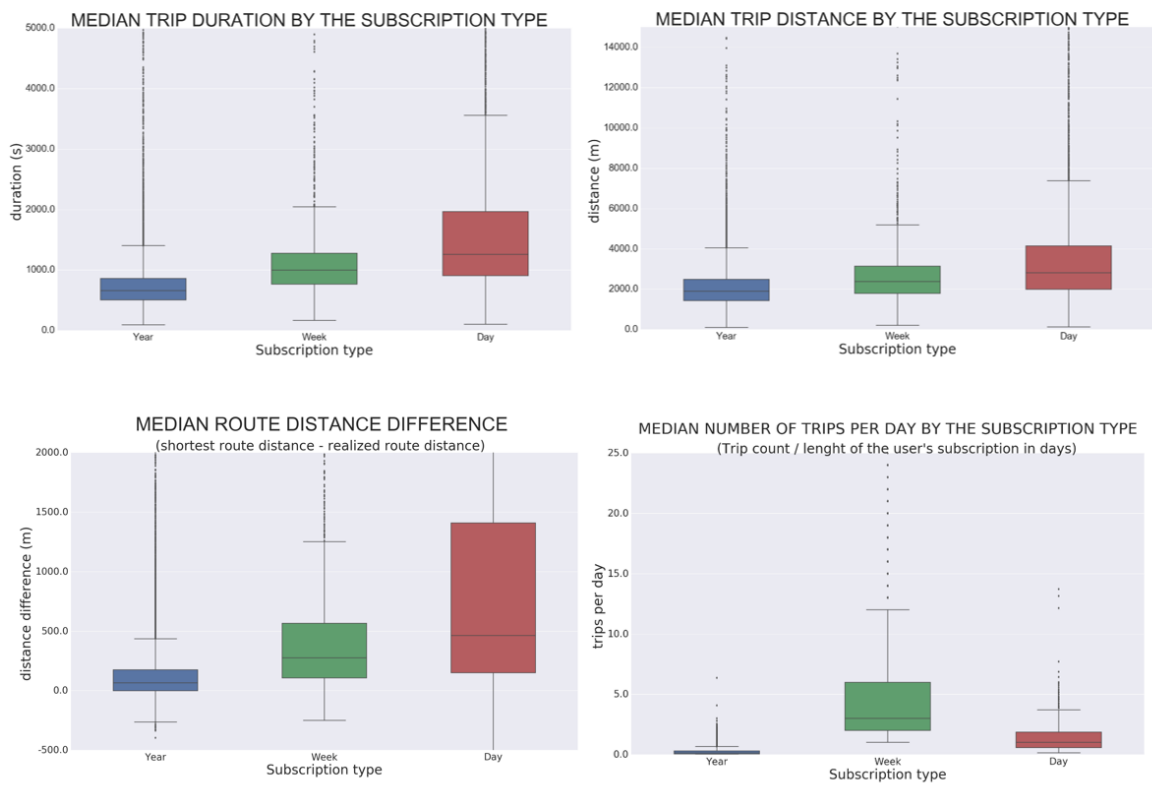 MEDIAN TRIP DURATION BY THE SUBSCRIPTION TYPE
5000.0
4000.0
3000.0
2000.0
1000.0
0.0
duration (s)
Year Week Day
Subscription type
MEDIAN TRIP DISTANCE BY THE SUBSCRIPTION TYPE
14000.0
12000.0
10000.0
8000.0
6000.0
4000.0
2000.0
0.0
distance (m)
Year Week Day
Subscription type
MEDIAN ROUTE DISTANCE DIFFERENCE
(shortest route distance - realized route distance)
2000.0
1500.0
1000.0
500.0
0.0
-500.0
distance difference (m)
Year Week Day
Subscription type
MEDIAN NUMBER OF TRIPS PER DAY BY THE SUBSCRIPTION TYPE
(Trip count / lenght of the user's subscription in days)
25.0
20.0
15.0
10.0
5.0
0.0
trips per day
Year Week Day
Subscription type